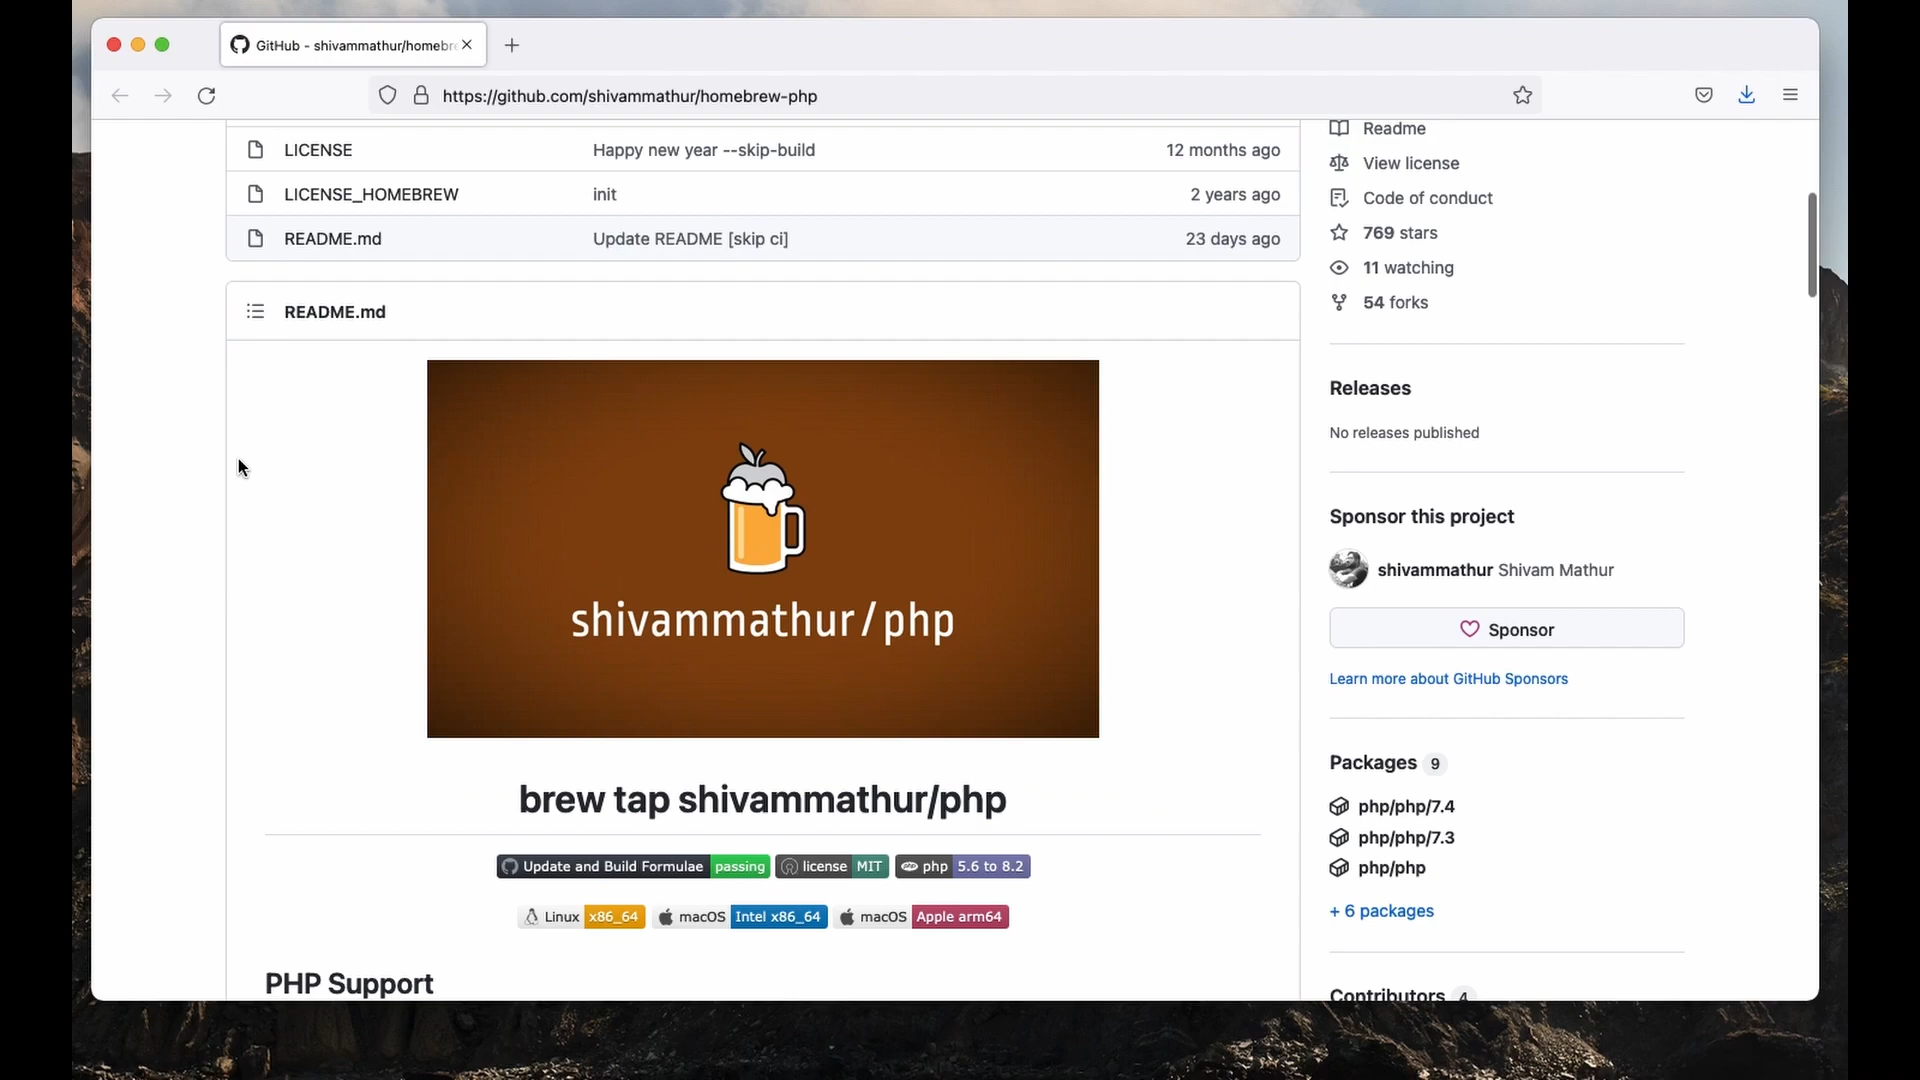 GitHub - shivammathur/homebre
https://github.com/shivammathur/homebrew-php
LICENSE Happy new year --skip-build 12 months ago
LICENSE_HOMEBREW init 2 years ago
README.md Update README [skip ci] 23 days ago
README.md
shivammathur/php
brew tap shivammathur/php
Update and Build Formulae passing license MIT php 5.6 to 8.2
Linux x86_64 macOS Intel x86_64 macOS Apple arm64
PHP Support
Readme
View license
Code of conduct
769 stars
11 watching
54 forks
Releases
No releases published
Sponsor this project
shivammathur Shivam Mathur
Sponsor
Learn more about GitHub Sponsors
Packages 9
php/php/7.4
php/php/7.3
php/php
+ 6 packages
Contributors 4